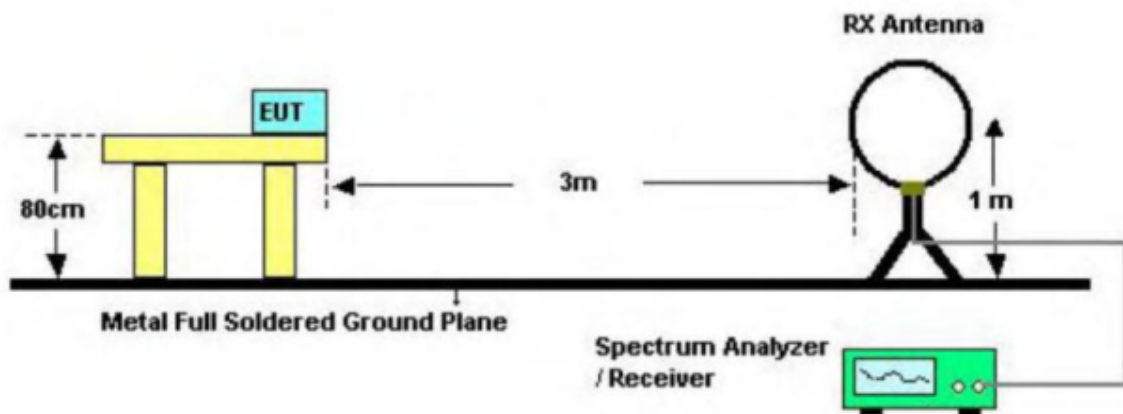 RX Antenna
EUT
3m
80cm
1 m
Metal Full Soldered Ground Plane
Spectrum Analyzer
/ Receiver